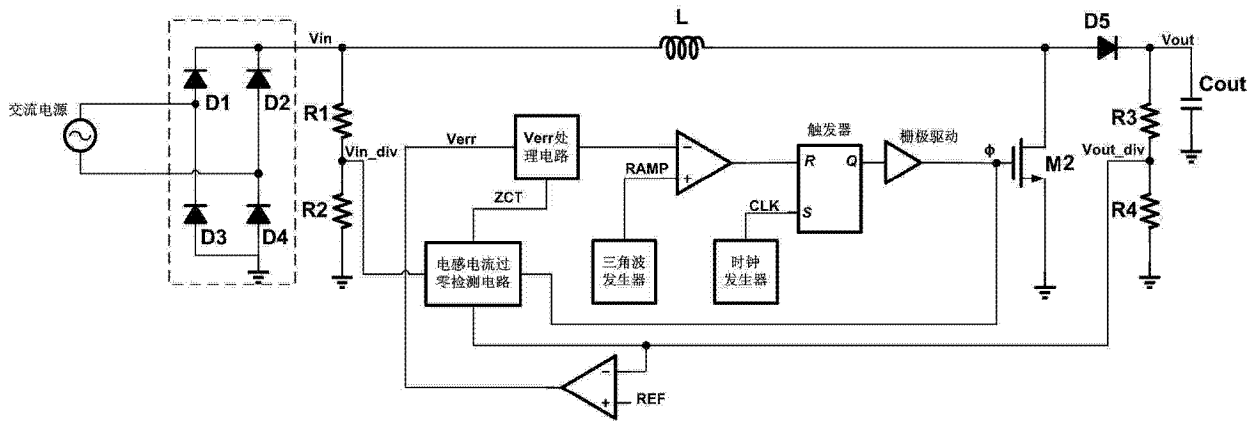 交流电源
D1
D2
D3
D4
Vin
R1
Vin_div
R2
L
D5
Vout
Cout
R3
Vout_div
R4
Verr
Verr处
理电路
ZCT
电感电流过
零检测电路
RAMP
−
+
三角波
发生器
触发器
R
Q
S
CLK
时钟
发生器
栅极驱动
ϕ
M2
−
+
REF